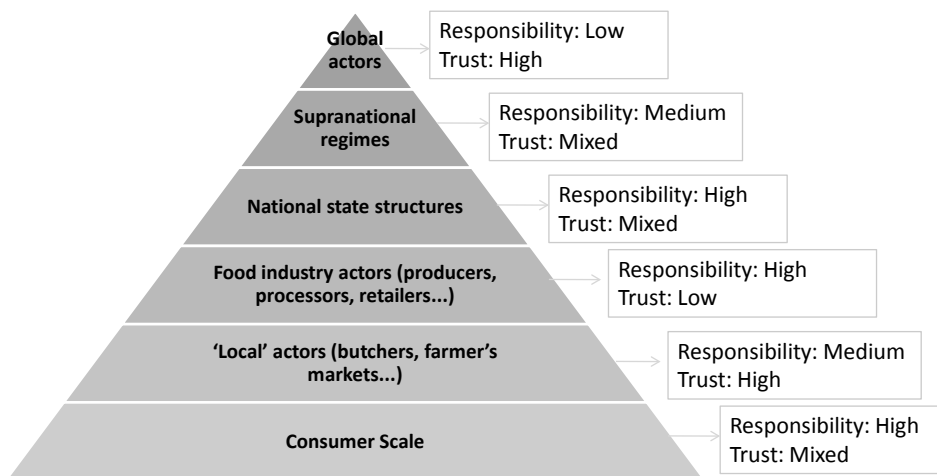 Global
actors
Responsibility: Low
Trust: High
Supranational
regimes
Responsibility: Medium
Trust: Mixed
National state structures
Responsibility: High
Trust: Mixed
Food industry actors (producers,
processors, retailers...)
Responsibility: High
Trust: Low
‘Local’ actors (butchers, farmer’s
markets...)
Responsibility: Medium
Trust: High
Consumer Scale
Responsibility: High
Trust: Mixed